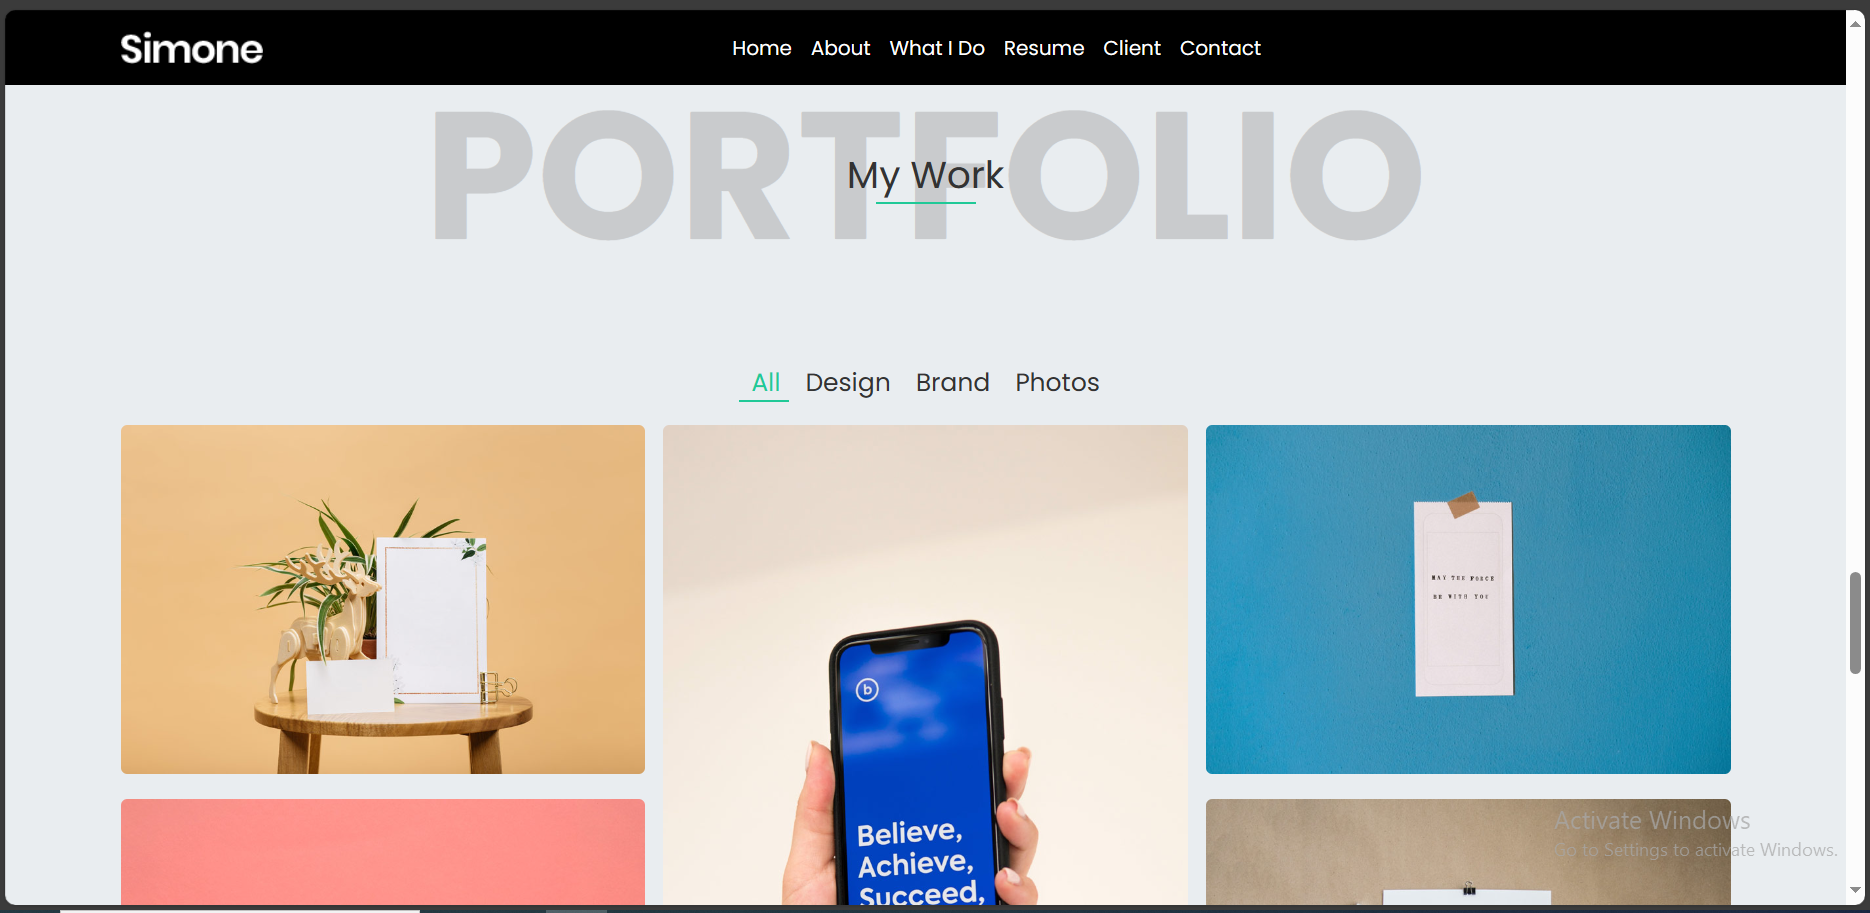 Simone
Home About What I Do Resume Client Contact
PORTFOLIO
My Work
All Design Brand Photos
MAY THE FORCE
BE WITH YOU
b
Believe,
Achieve,
Succeed,
Activate Windows
Go to Settings to activate Windows.